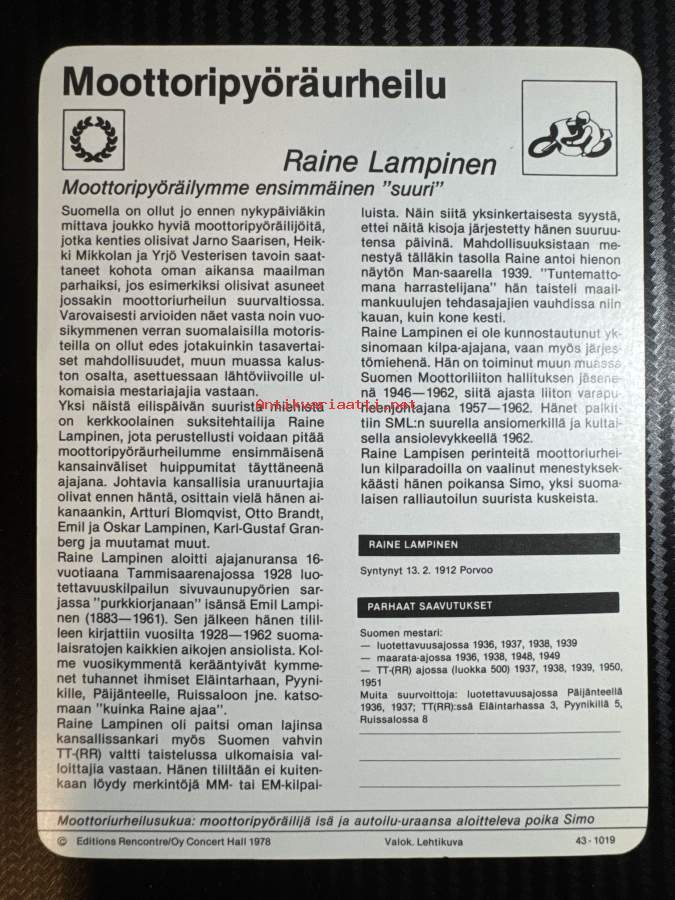 Moottoripyöräurheilu
Raine Lampinen
Moottoripyöräilymme ensimmäinen ”suuri”
Suomella on ollut jo ennen nykypäiviäkin
mittava joukko hyviä moottoripyöräilijöitä,
jotka kenties olisivat Jarno Saarisen, Heik-
ki Mikkolan ja Yrjö Vesterisen tavoin saat-
taneet kohota oman aikansa maailman
parhaiksi, jos esimerkiksi olisivat asuneet
jossakin moottoriurheilun suurvaltiossa.
Varovaisesti arvioiden näet vasta noin vuo-
sikymmenen verran suomalaisilla motoris-
teilla on ollut edes jotakuinkin tasavertai-
set mahdollisuudet, muun muassa kalus-
ton osalta, asettuessaan lähtöviivoille ul-
komaisia mestariajajia vastaan.
Yksi näistä eilispäivän suurista miehistä
on kerkkoolainen suksitehtailija Raine
Lampinen, jota perustellusti voidaan pitää
moottoripyöräurheilumme ensimmäisenä
kansainväliset huippumitat täyttäneenä
ajajana. Johtavia kansallisia uranuurtajia
olivat ennen häntä, osittain vielä hänen ai-
kanaankin, Artturi Blomqvist, Otto Brandt,
Emil ja Oskar Lampinen, Karl-Gustaf Gran-
berg ja muutamat muut.
Raine Lampinen aloitti ajajanuransa 16-
vuotiaana Tammisaarenajossa 1928 luo-
tettavuuskilpailun sivuvaunupyörien sar-
jassa ”purkkiorjanaan” isänsä Emil Lampi-
nen (1883—1961). Sen jälkeen hänen tilil-
leen kirjattiin vuosilta 1928—1962 suoma-
laisratojen kaikkien aikojen ansiolista. Kol-
me vuosikymmentä kerääntyivät kymme-
net tuhannet ihmiset Eläintarhaan, Pyyni-
kille, Päijänteelle, Ruissaloon jne. katso-
maan ”kuinka Raine ajaa”.
Raine Lampinen oli paitsi oman lajinsa
kansallissankari myös Suomen vahvin
TT-(RR) valtti taistelussa ulkomaisia val-
loittajia vastaan. Hänen tililtään ei kuiten-
kaan löydy merkintöjä MM- tai EM-kilpai-
luista. Näin siitä yksinkertaisesta syystä,
ettei näitä kisoja järjestetty hänen suuruu-
tensa päivinä. Mahdollisuuksistaan me-
nestyä tälläkin tasolla Raine antoi hienon
näytön Man-saarella 1939. ”Tuntematto-
mana harrastelijana” hän taisteli maail-
mankuulujen tehdasajajien vauhdissa niin
kauan, kuin kone kesti.
Raine Lampinen ei ole kunnostautunut yk-
sinomaan kilpa-ajajana, vaan myös järjes-
tömiehenä. Hän on toiminut muun muassa
Suomen Moottoriliiton hallituksen jäsene-
nä 1946—1962, siitä ajasta liiton varapu-
heenjohtajana 1957—1962. Hänet palkit-
tiin SML:n suurella ansiomerkillä ja kultai-
sella ansiolevykkeellä 1962.
Raine Lampisen perinteitä moottoriurhei-
lun kilparadoilla on vaalinut menestyksek-
käästi hänen poikansa Simo, yksi suoma-
laisen ralliautoilun suurista kuskeista.
RAINE LAMPINEN
Syntynyt 13. 2. 1912 Porvoo
PARHAAT SAAVUTUKSET
Suomen mestari:
— luotettavuusajossa 1936, 1937, 1938, 1939
— maarata-ajossa 1936, 1938, 1948, 1949
— TT-(RR) ajossa (luokka 500) 1937, 1938, 1939, 1950,
1951
Muita suurvoittoja: luotettavuusajossa Päijänteellä
1936, 1937; TT(RR):ssä Eläintarhassa 3, Pyynikillä 5,
Ruissalossa 8
Moottoriurheilusukua: moottoripyöräilijä isä ja autoilu-uraansa aloitteleva poika Simo
© Editions Rencontre/Oy Concert Hall 1978
Valok. Lehtikuva
43 - 1019
Antikvariaatti.net